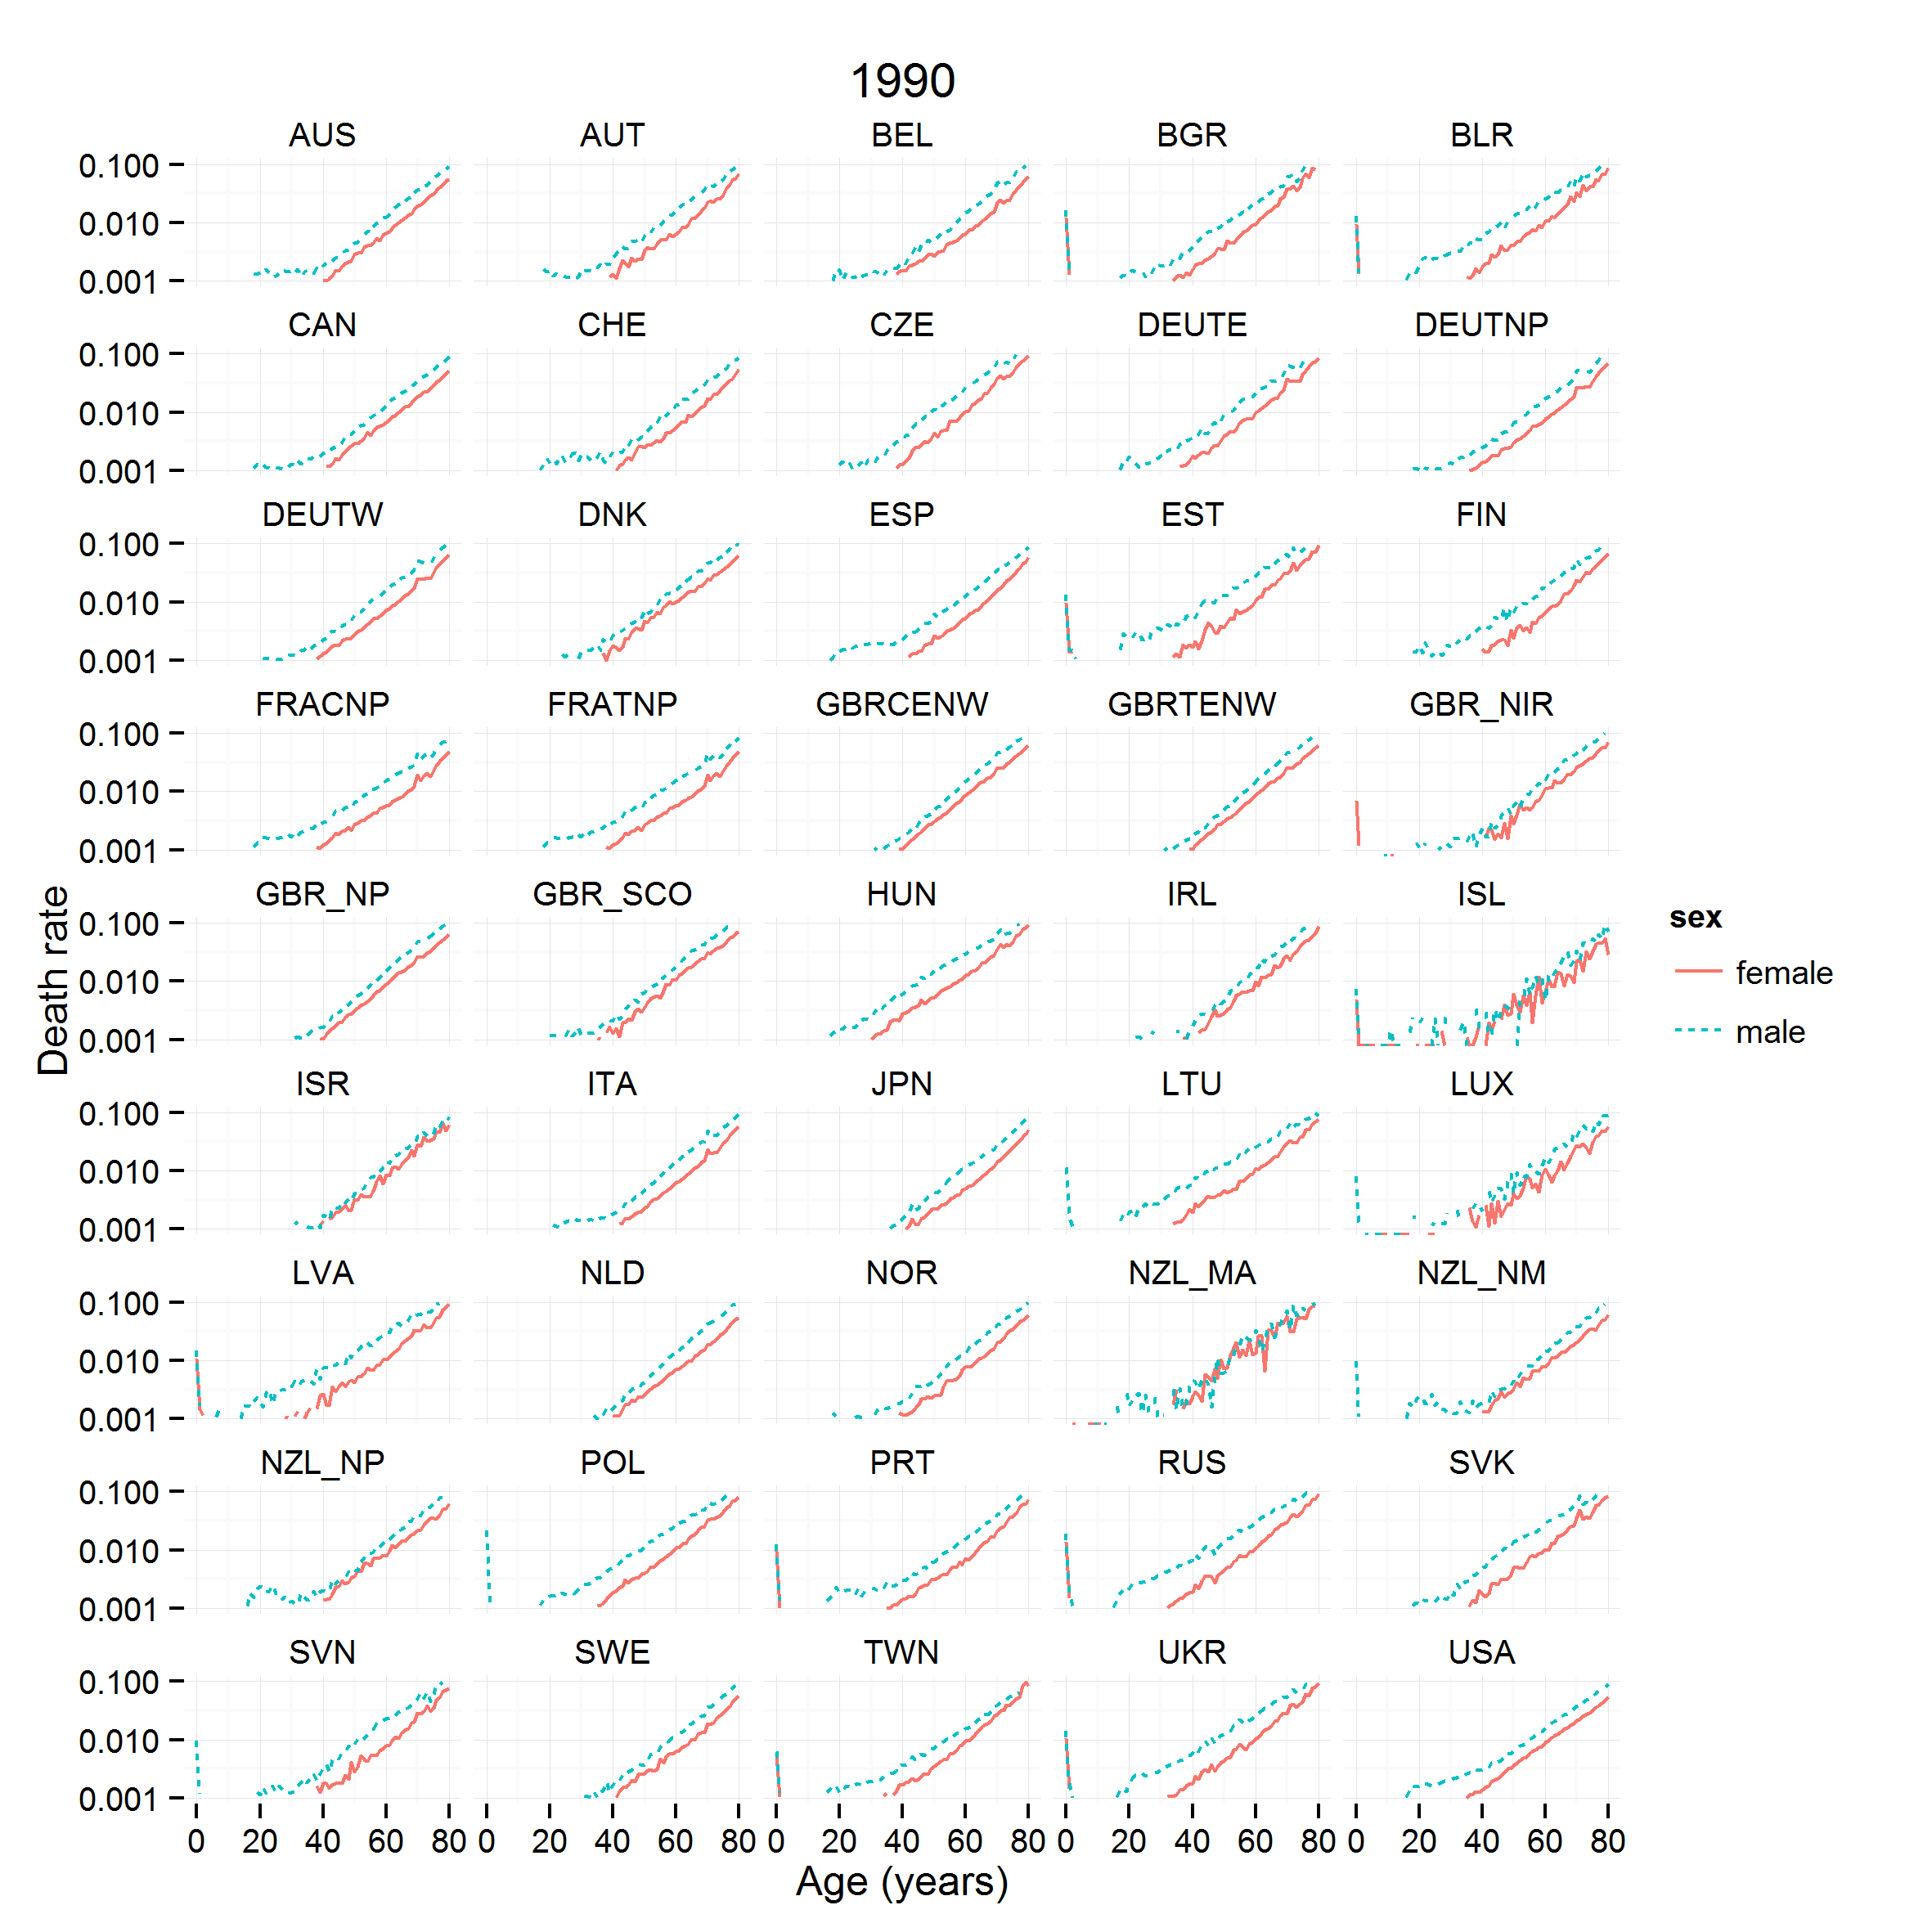 1990
AUS AUT BEL BGR BLR
0.100
0.010
0.001
CAN CHE CZE DEUTE DEUTNP
0.100
0.010
0.001
DEUTW DNK ESP EST FIN
0.100
0.010
0.001
FRACNP FRATNP GBRCENW GBRTENW GBR_NIR
0.100
0.010
0.001
GBR_NP GBR_SCO HUN IRL ISL
0.100
0.010
0.001
ISR ITA JPN LTU LUX
0.100
0.010
0.001
LVA NLD NOR NZL_MA NZL_NM
0.100
0.010
0.001
NZL_NP POL PRT RUS SVK
0.100
0.010
0.001
SVN SWE TWN UKR USA
0.100
0.010
0.001
0 20 40 60 80 0 20 40 60 80 0 20 40 60 80 0 20 40 60 80 0 20 40 60 80
Age (years)
Death rate
sex
female
male